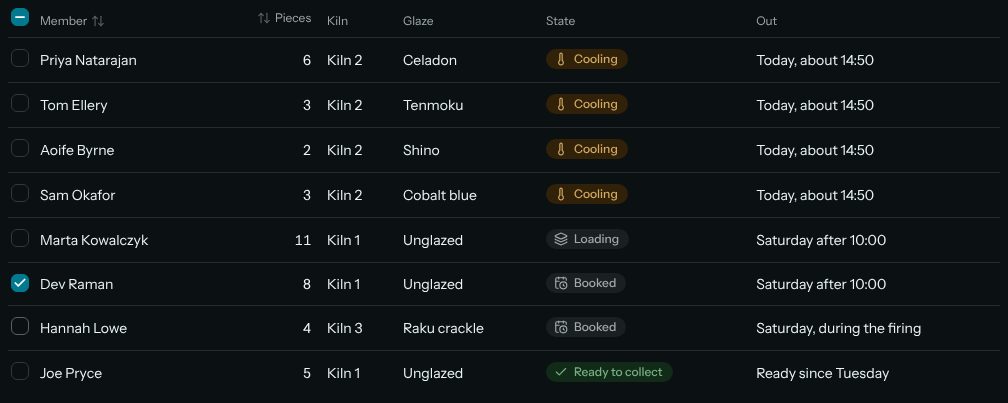 Member Pieces Kiln Glaze State Out
Priya Natarajan 6 Kiln 2 Celadon Cooling Today, about 14:50
Tom Ellery 3 Kiln 2 Tenmoku Cooling Today, about 14:50
Aoife Byrne 2 Kiln 2 Shino Cooling Today, about 14:50
Sam Okafor 3 Kiln 2 Cobalt blue Cooling Today, about 14:50
Marta Kowalczyk 11 Kiln 1 Unglazed Loading Saturday after 10:00
Dev Raman 8 Kiln 1 Unglazed Booked Saturday after 10:00
Hannah Lowe 4 Kiln 3 Raku crackle Booked Saturday, during the firing
Joe Pryce 5 Kiln 1 Unglazed Ready to collect Ready since Tuesday